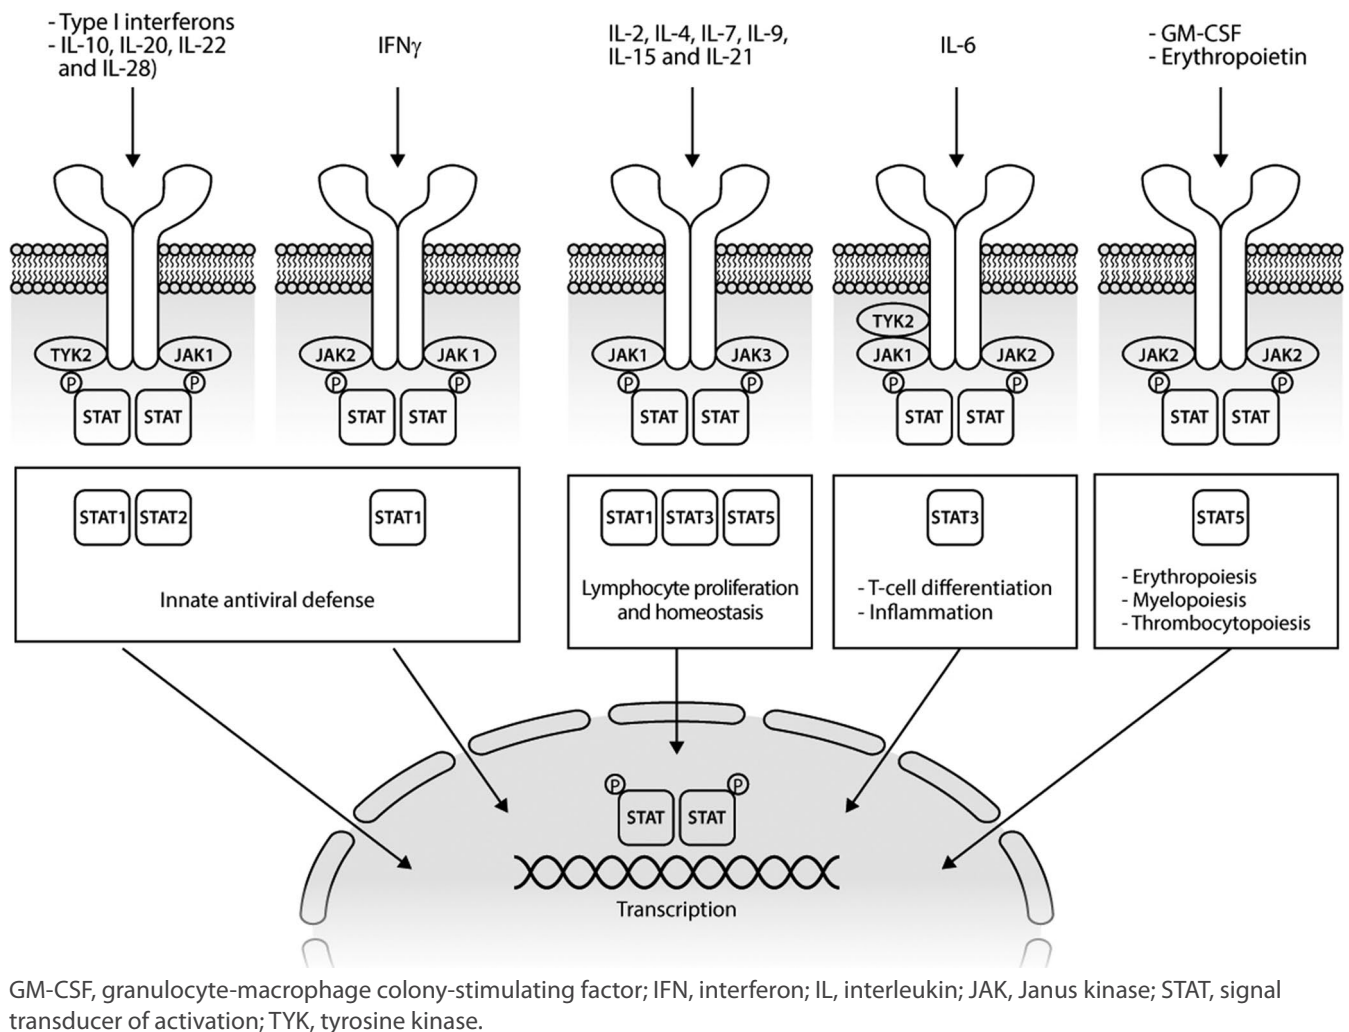 - Type I interferons
- IL-10, IL-20, IL-22
and IL-28)
IFNγ
IL-2, IL-4, IL-7, IL-9,
IL-15 and IL-21
IL-6
- GM-CSF
- Erythropoietin
TYK2
JAK1
JAK2
JAK 1
JAK1
JAK3
TYK2
JAK1
JAK2
JAK2
JAK2
P
P
P
P
P
P
P
P
P
P
STAT
STAT
STAT
STAT
STAT
STAT
STAT
STAT
STAT
STAT
STAT1
STAT2
STAT1
Innate antiviral defense
STAT1
STAT3
STAT5
Lymphocyte proliferation
and homeostasis
STAT3
- T-cell differentiation
- Inflammation
STAT5
- Erythropoiesis
- Myelopoiesis
- Thrombocytopoiesis
P
P
STAT
STAT
Transcription
GM-CSF, granulocyte-macrophage colony-stimulating factor; IFN, interferon; IL, interleukin; JAK, Janus kinase; STAT, signal
transducer of activation; TYK, tyrosine kinase.